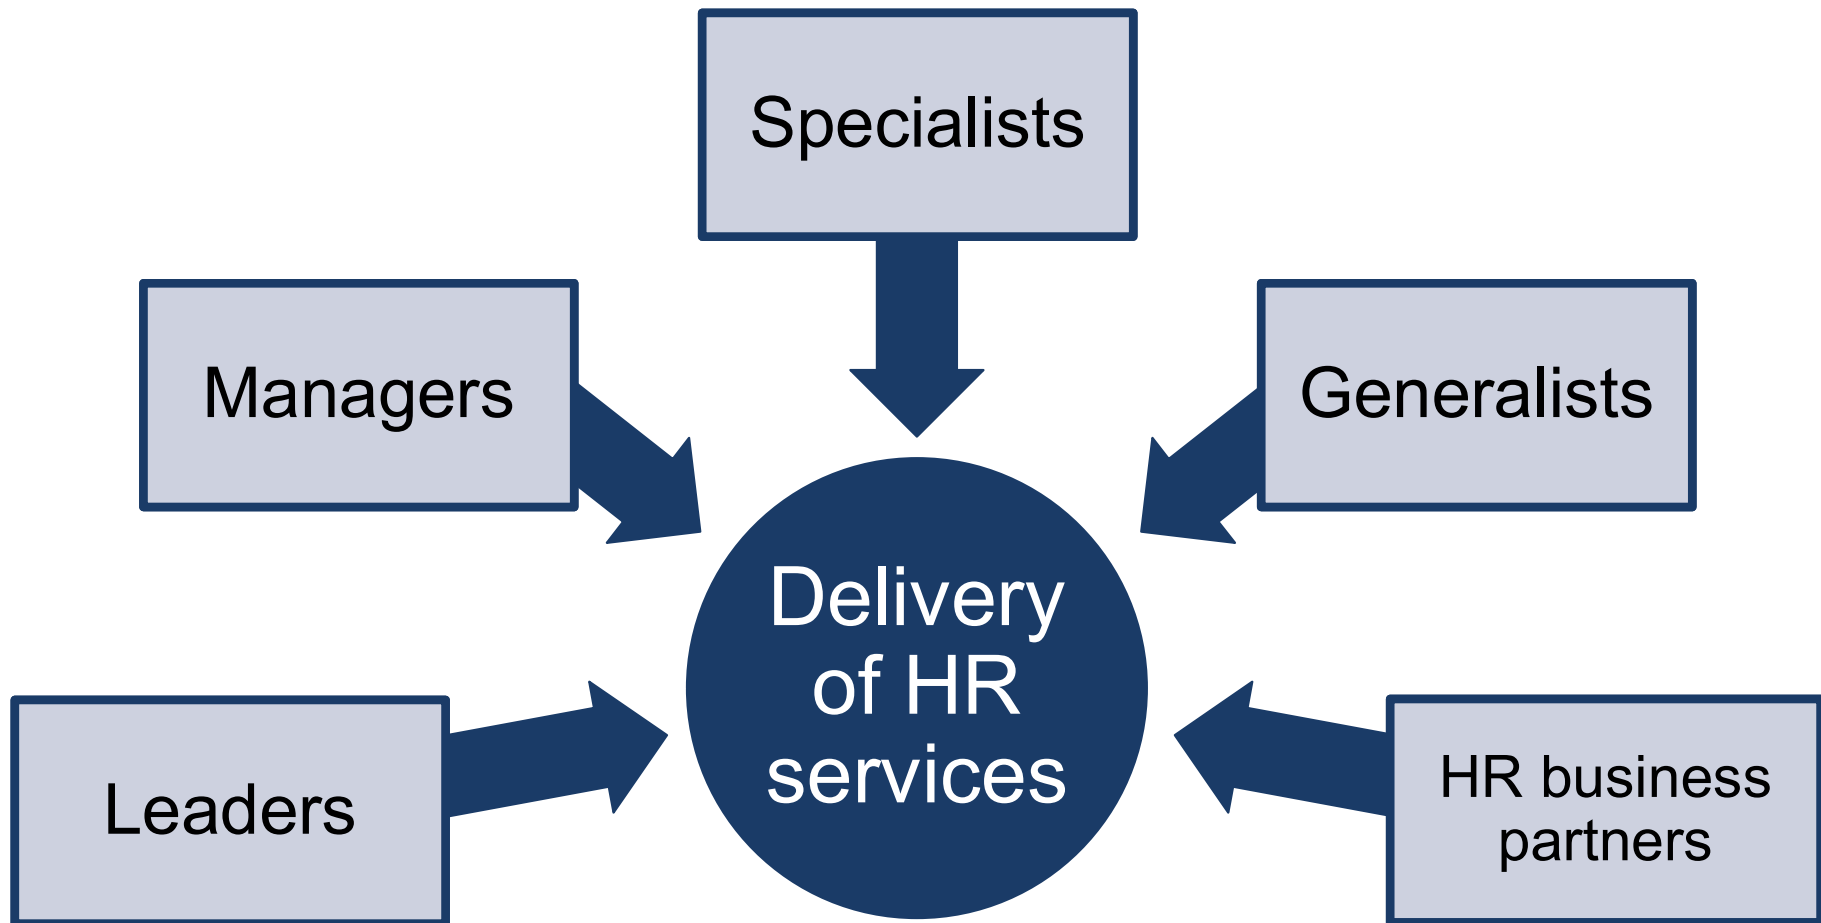 Specialists
Managers
Generalists
Delivery
of HR
services
Leaders
HR business
partners